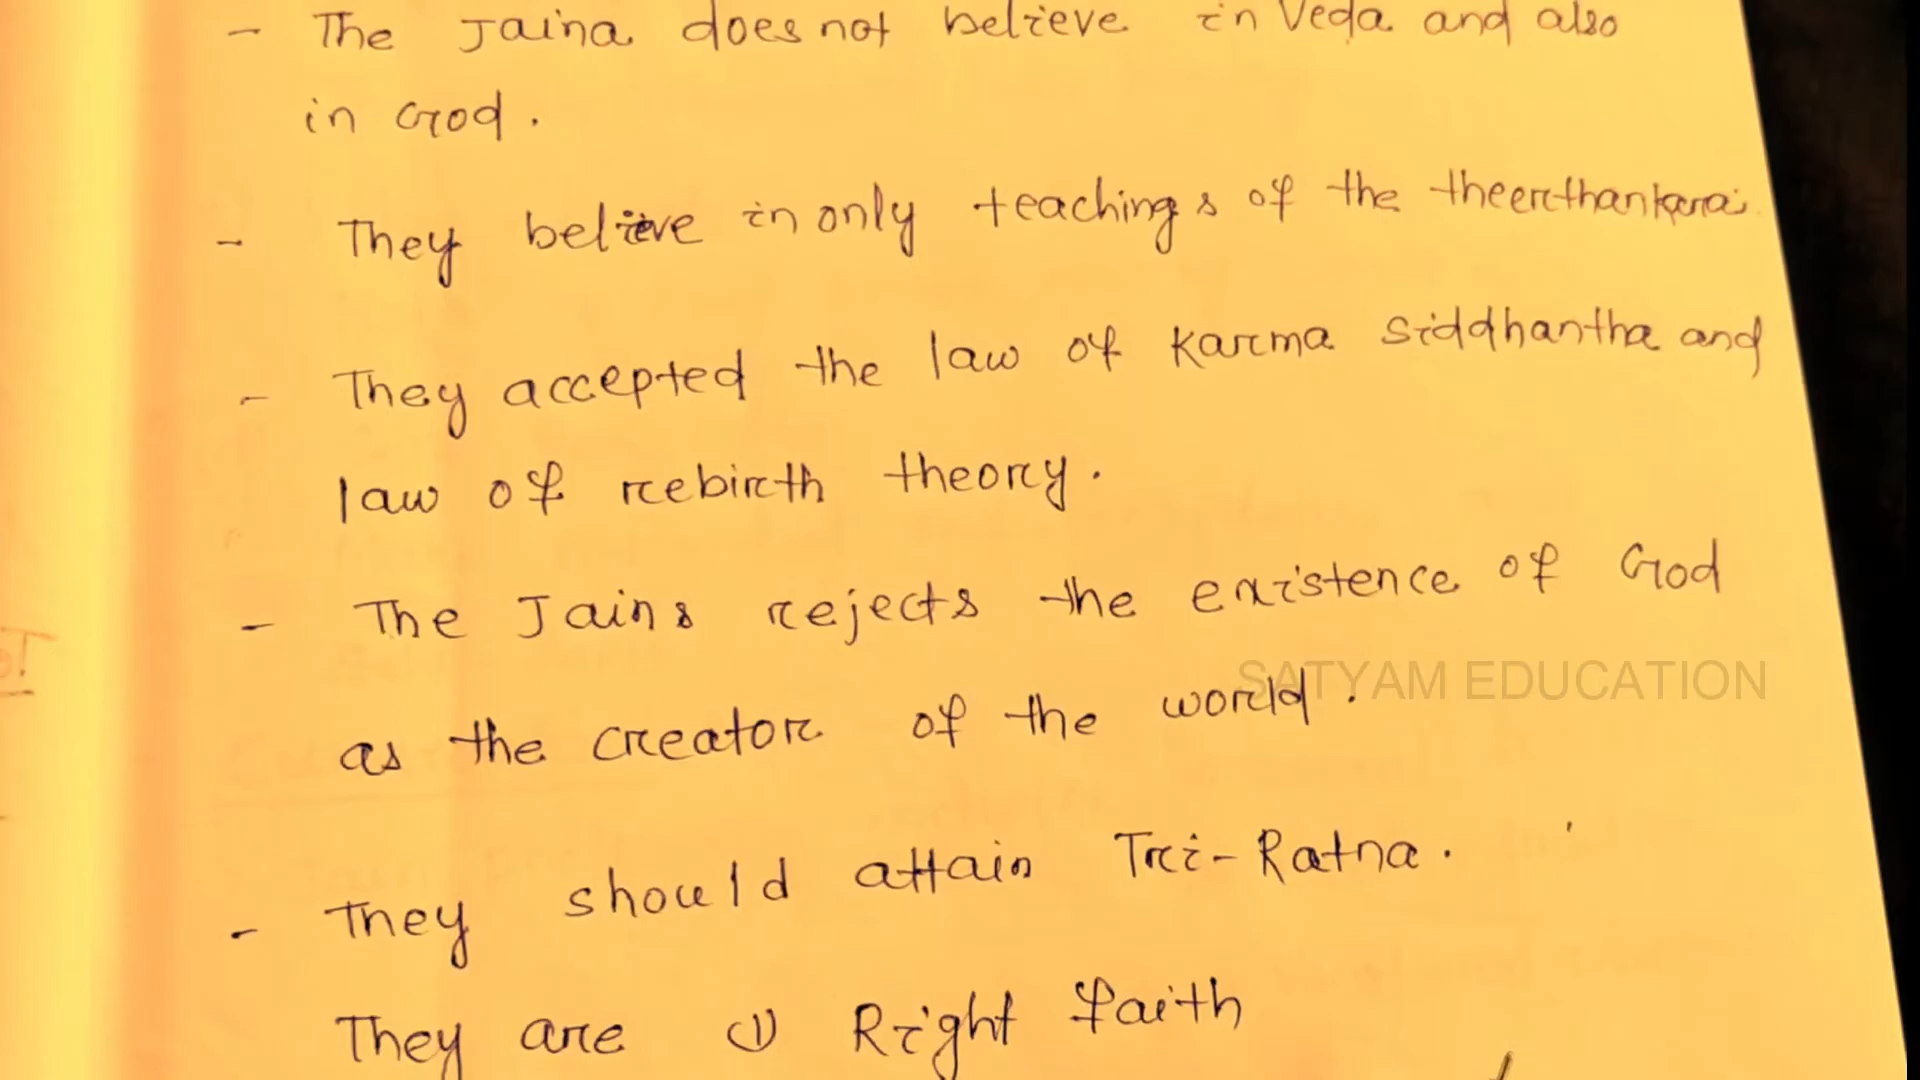 - The Jaina does not believe in Veda and also
in God.
- They believe in only teachings of the theerthankara.
- They accepted the law of karma siddhantha and
law of rebirth theory.
- The Jains rejects the existence of God
SATYAM EDUCATION
as the creator of the world.
- They should attain Tri-Ratna.
They are ① Right faith